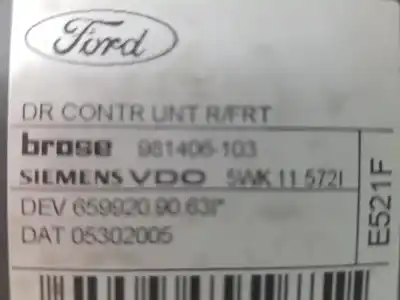 Ford
DR CONTR UNT R/FRT
brose 981406-103
SIEMENS VDO 5WK 11 572I
DEV 659920 90 63I*
DAT 05302005
E521F